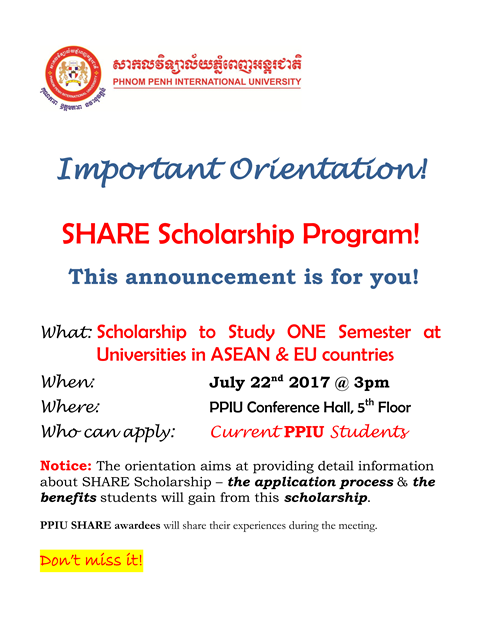 សាកលវិទ្យាល័យភ្នំពេញអន្តរជាតិ
PHNOM PENH INTERNATIONAL UNIVERSITY
Important Orientation!
SHARE Scholarship Program!
This announcement is for you!
What: Scholarship to Study ONE Semester at
Universities in ASEAN & EU countries
When: July 22nd 2017 @ 3pm
Where: PPIU Conference Hall, 5th Floor
Who can apply: Current PPIU Students
Notice: The orientation aims at providing detail information
about SHARE Scholarship – the application process & the
benefits students will gain from this scholarship.
PPIU SHARE awardees will share their experiences during the meeting.
Don't miss it!